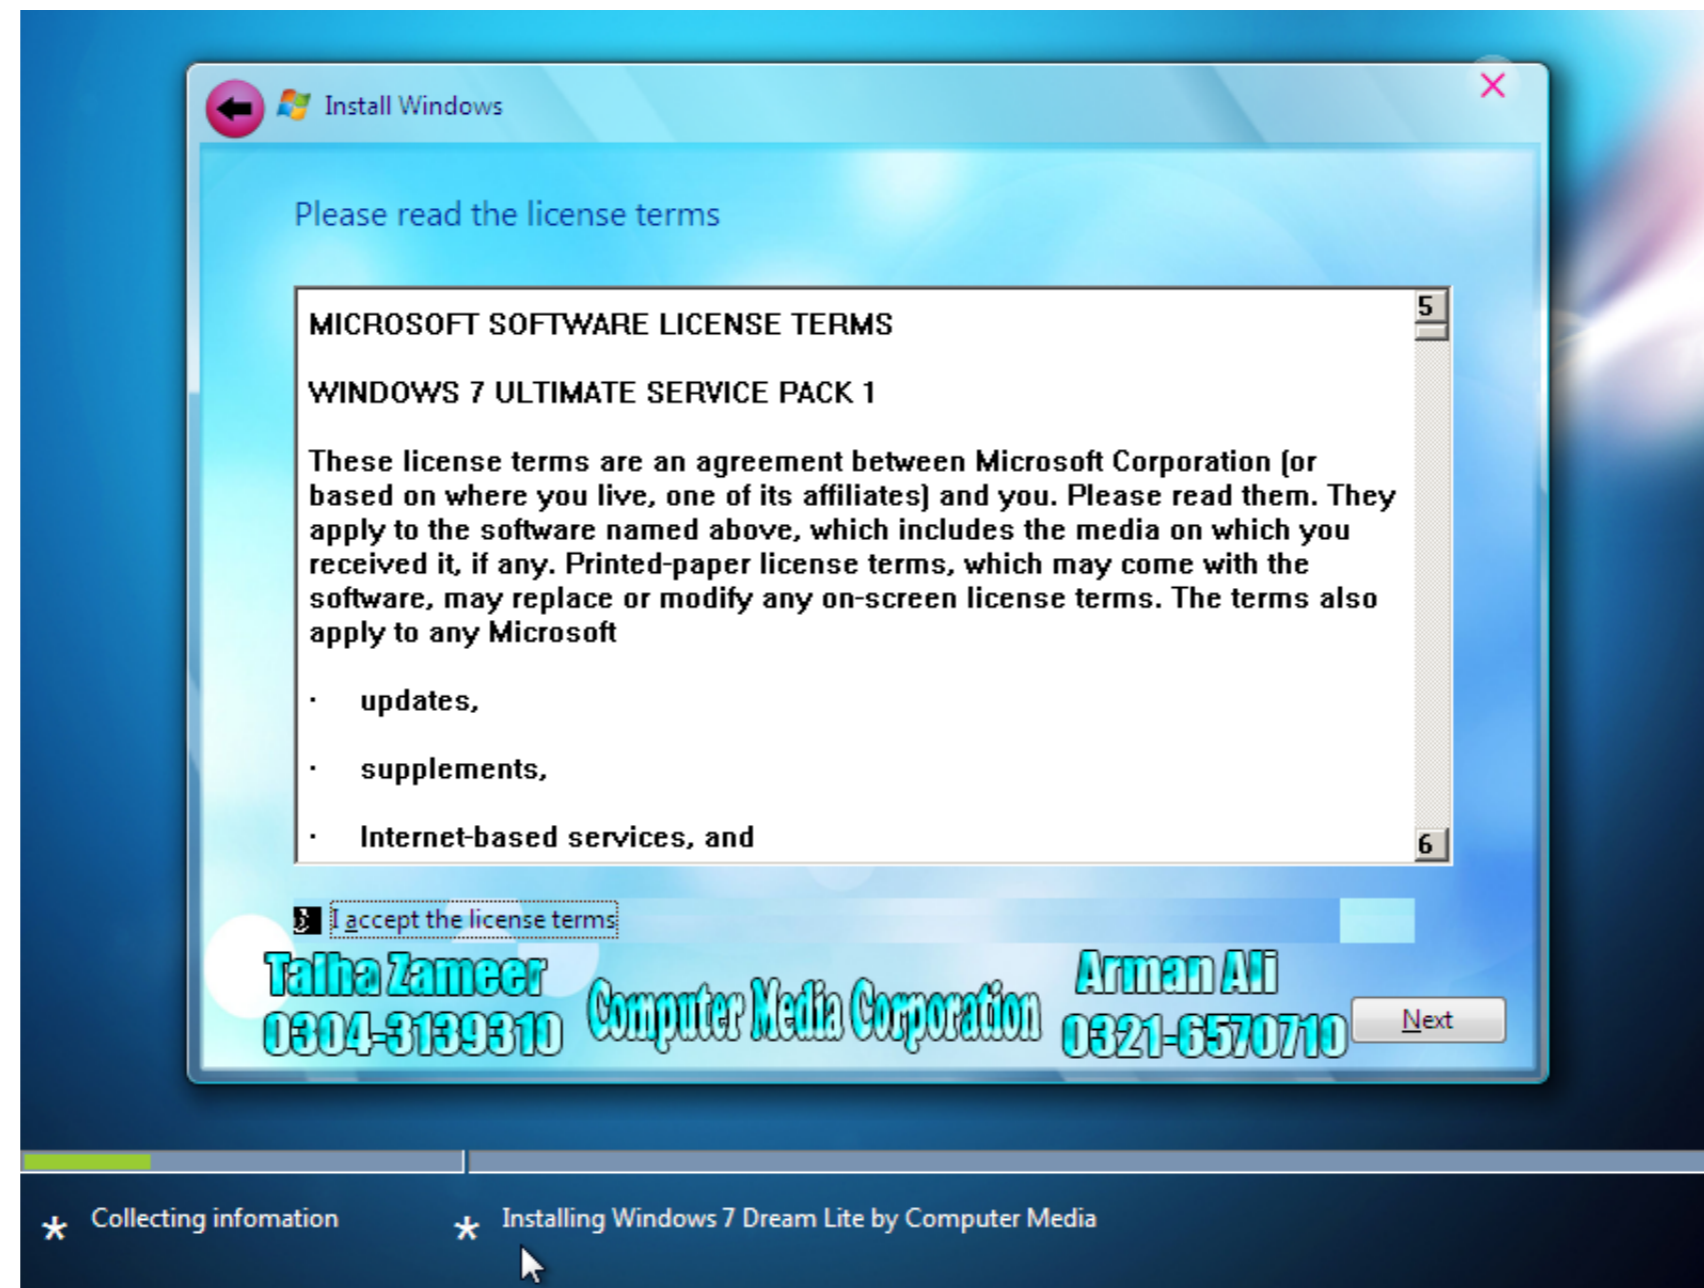 Install Windows
Please read the license terms
MICROSOFT SOFTWARE LICENSE TERMS
WINDOWS 7 ULTIMATE SERVICE PACK 1
These license terms are an agreement between Microsoft Corporation (or
based on where you live, one of its affiliates) and you. Please read them. They
apply to the software named above, which includes the media on which you
received it, if any. Printed-paper license terms, which may come with the
software, may replace or modify any on-screen license terms. The terms also
apply to any Microsoft
· updates,
· supplements,
· Internet-based services, and
5
6
I accept the license terms
Talha Zameer
0304-3139310
Computer Media Corporation
Arman Ali
0321-6570710
Next
Collecting infomation
Installing Windows 7 Dream Lite by Computer Media